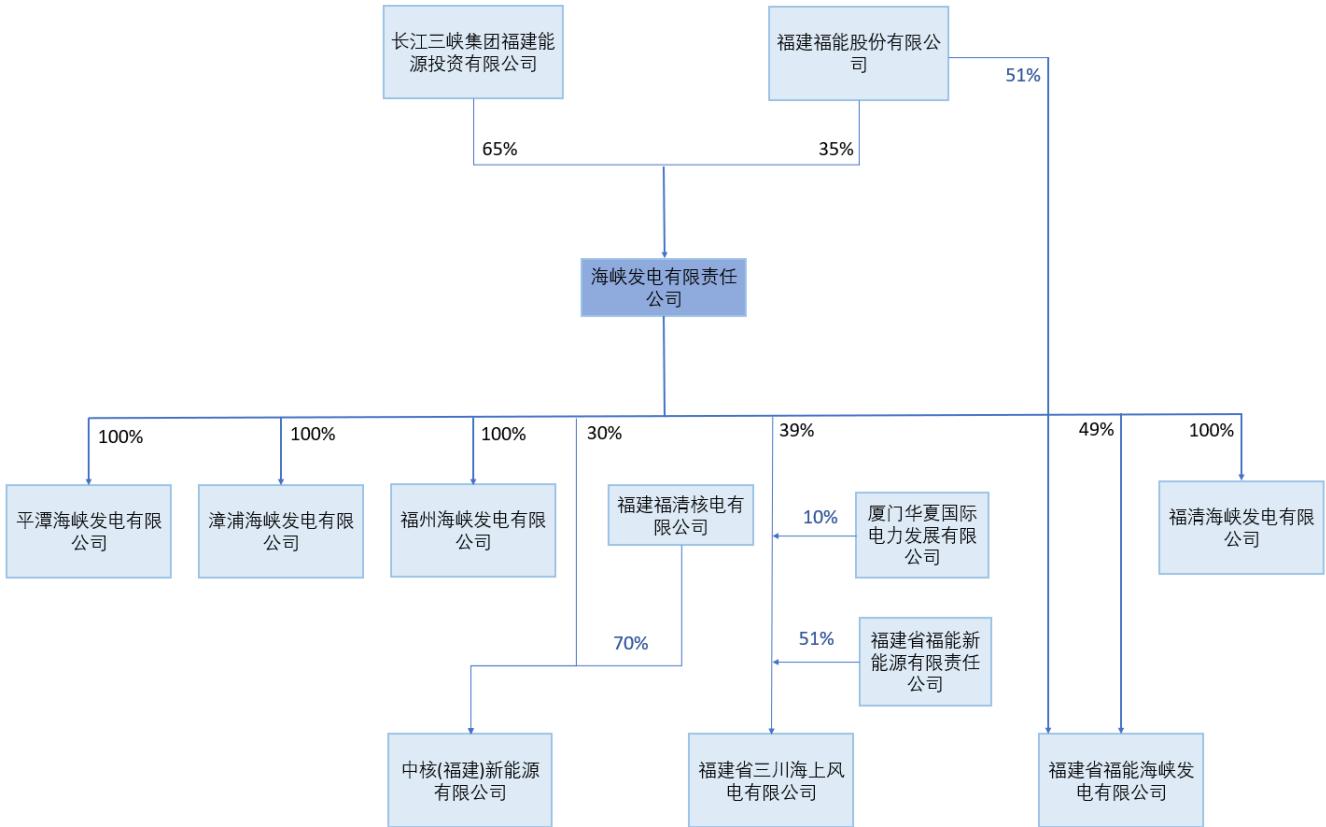 长江三峡集团福建能
源投资有限公司
福建福能股份有限公
司
51%
65%
35%
海峡发电有限责任
公司
100%
100%
100%
30%
39%
49%
100%
平潭海峡发电有限
公司
漳浦海峡发电有限
公司
福州海峡发电有限
公司
福建福清核电有
限公司
10%
厦门华夏国际
电力发展有限
公司
福清海峡发电有限
公司
70%
51%
福建省福能新
能源有限责任
公司
中核(福建)新能源
有限公司
福建省三川海上风
电有限公司
福建省福能海峡发
电有限公司